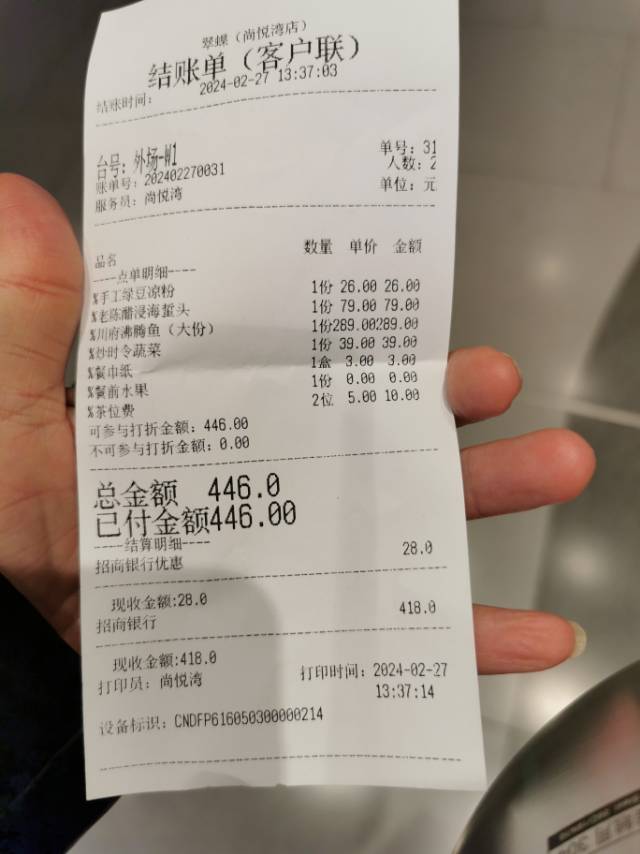 翠蝶（尚悦湾店）
结账单（客户联）
结账时间： 2024-02-27 13:37:03
台号：外场-W1 单号：31
账单号：202402270031 人数：2
服务员：尚悦湾 单位：元
品名 数量 单价 金额
----点单明细----
%手工绿豆凉粉 1份 26.00 26.00
%老陈醋浸海蜇头 1份 79.00 79.00
%川府沸腾鱼（大份） 1份289.00289.00
%炒时令蔬菜 1份 39.00 39.00
%餐巾纸 1盒 3.00 3.00
%餐前水果 1份 0.00 0.00
%茶位费 2位 5.00 10.00
可参与打折金额：446.00
不可参与打折金额：0.00
总金额 446.0
已付金额446.00
-----结算明细----
招商银行优惠 28.0
现收金额:28.0
招商银行 418.0
现收金额:418.0
打印员：尚悦湾 打印时间：2024-02-27
13:37:14
设备标识：CNDFP616050300000214